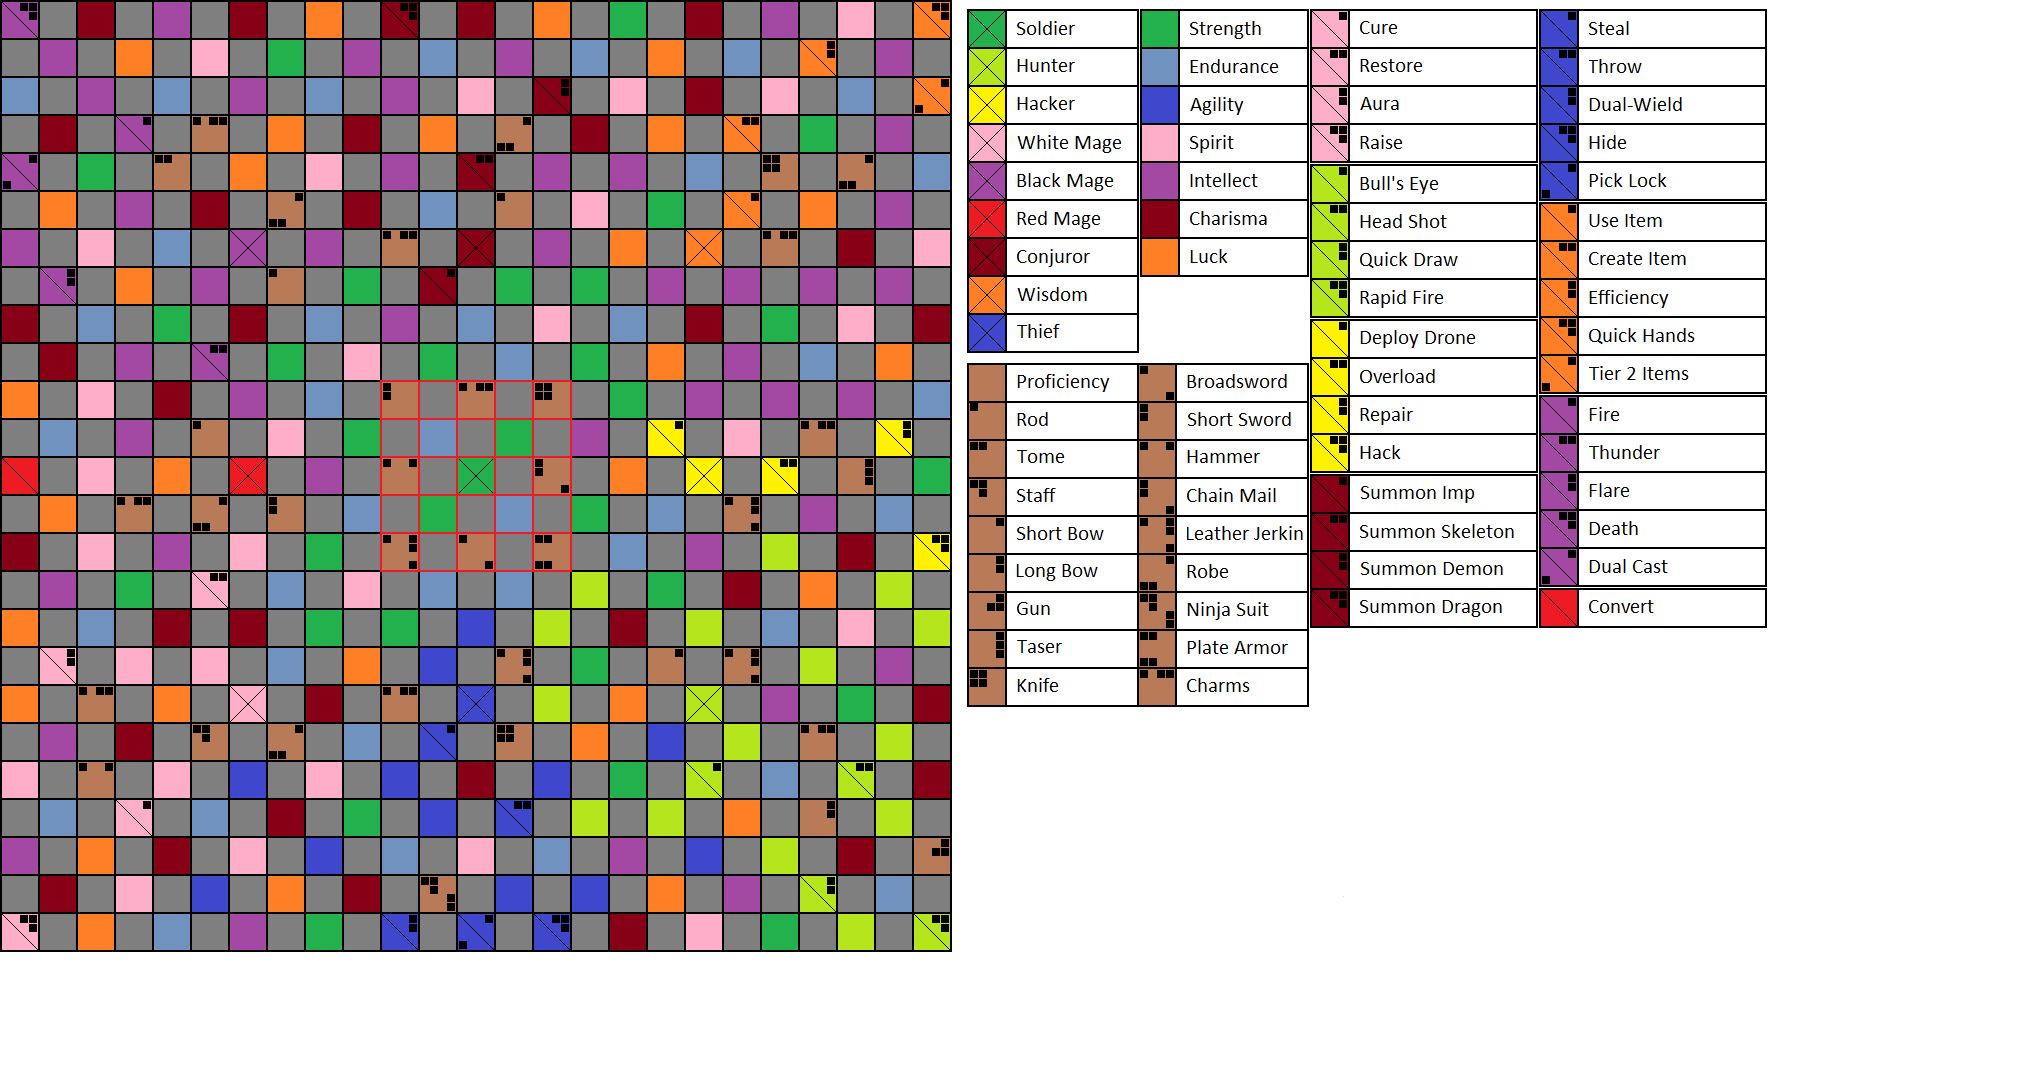 Soldier
Hunter
Hacker
White Mage
Black Mage
Red Mage
Conjuror
Wisdom
Thief
Strength
Endurance
Agility
Spirit
Intellect
Charisma
Luck
Proficiency
Rod
Tome
Staff
Short Bow
Long Bow
Gun
Taser
Knife
Broadsword
Short Sword
Hammer
Chain Mail
Leather Jerkin
Robe
Ninja Suit
Plate Armor
Charms
Cure
Restore
Aura
Raise
Bull's Eye
Head Shot
Quick Draw
Rapid Fire
Deploy Drone
Overload
Repair
Hack
Summon Imp
Summon Skeleton
Summon Demon
Summon Dragon
Steal
Throw
Dual-Wield
Hide
Pick Lock
Use Item
Create Item
Efficiency
Quick Hands
Tier 2 Items
Fire
Thunder
Flare
Death
Dual Cast
Convert